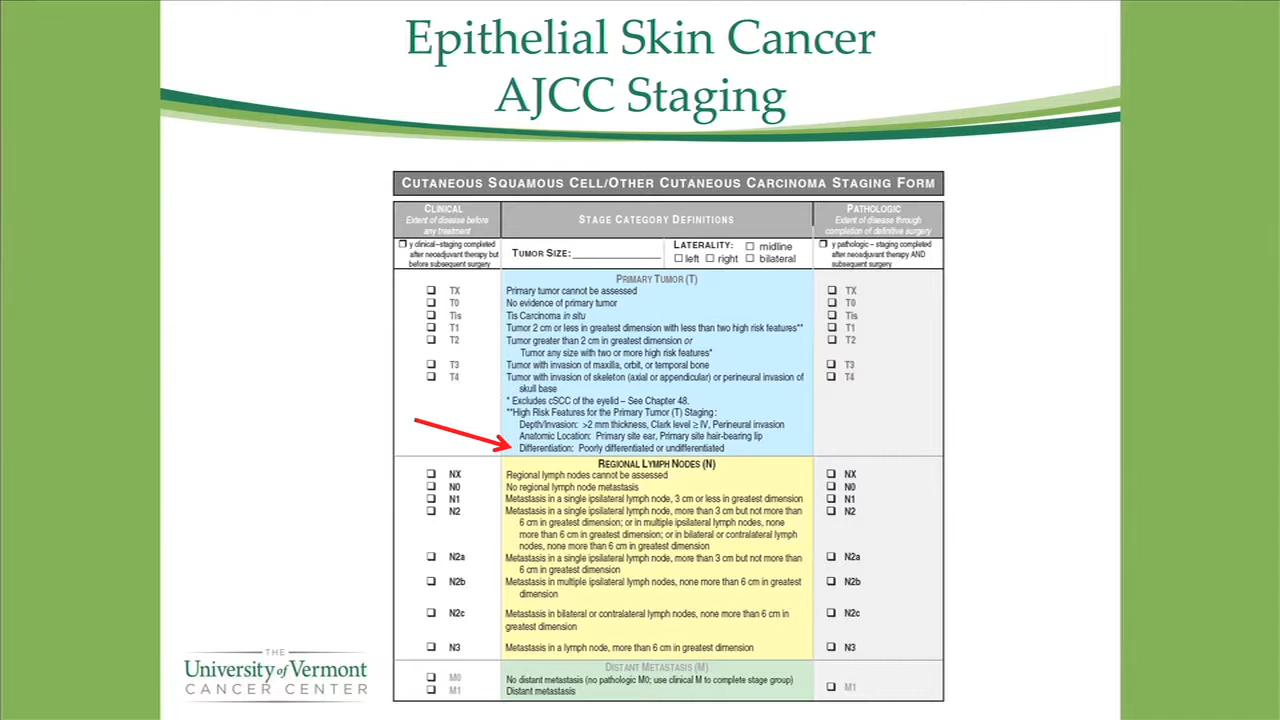 Epithelial Skin Cancer
AJCC Staging
CUTANEOUS SQUAMOUS CELL/OTHER CUTANEOUS CARCINOMA STAGING FORM
CLINICAL
Extent of disease before
any treatment
STAGE CATEGORY DEFINITIONS
PATHOLOGIC
Extent of disease through
completion of definitive surgery
y clinical–staging completed
after neoadjuvant therapy but
before subsequent surgery
TUMOR SIZE:
LATERALITY: midline
left right bilateral
y pathologic – staging completed
after neoadjuvant therapy AND
subsequent surgery
PRIMARY TUMOR (T)
TX Primary tumor cannot be assessed TX
T0 No evidence of primary tumor T0
Tis Tis Carcinoma in situ Tis
T1 Tumor 2 cm or less in greatest dimension with less than two high risk features** T1
T2 Tumor greater than 2 cm in greatest dimension or T2
Tumor any size with two or more high risk features*
T3 Tumor with invasion of maxilla, orbit, or temporal bone T3
T4 Tumor with invasion of skeleton (axial or appendicular) or perineural invasion of T4
skull base
* Excludes cSCC of the eyelid – See Chapter 48.
**High Risk Features for the Primary Tumor (T) Staging:
Depth/Invasion: >2 mm thickness, Clark level ≥ IV, Perineural invasion
Anatomic Location: Primary site ear, Primary site hair-bearing lip
Differentiation: Poorly differentiated or undifferentiated
REGIONAL LYMPH NODES (N)
NX Regional lymph nodes cannot be assessed NX
N0 No regional lymph node metastasis N0
N1 Metastasis in a single ipsilateral lymph node, 3 cm or less in greatest dimension N1
N2 Metastasis in a single ipsilateral lymph node, more than 3 cm but not more than N2
6 cm in greatest dimension; or in multiple ipsilateral lymph nodes, none
more than 6 cm in greatest dimension; or in bilateral or contralateral lymph
nodes, none more than 6 cm in greatest dimension
N2a Metastasis in a single ipsilateral lymph node, more than 3 cm but not more than N2a
6 cm in greatest dimension
N2b Metastasis in multiple ipsilateral lymph nodes, none more than 6 cm in greatest N2b
dimension
N2c Metastasis in bilateral or contralateral lymph nodes, none more than 6 cm in N2c
greatest dimension
N3 Metastasis in a lymph node, more than 6 cm in greatest dimension N3
DISTANT METASTASIS (M)
M0 No distant metastasis (no pathologic M0; use clinical M to complete stage group)
M1 Distant metastasis M1
THE
University of Vermont
CANCER CENTER